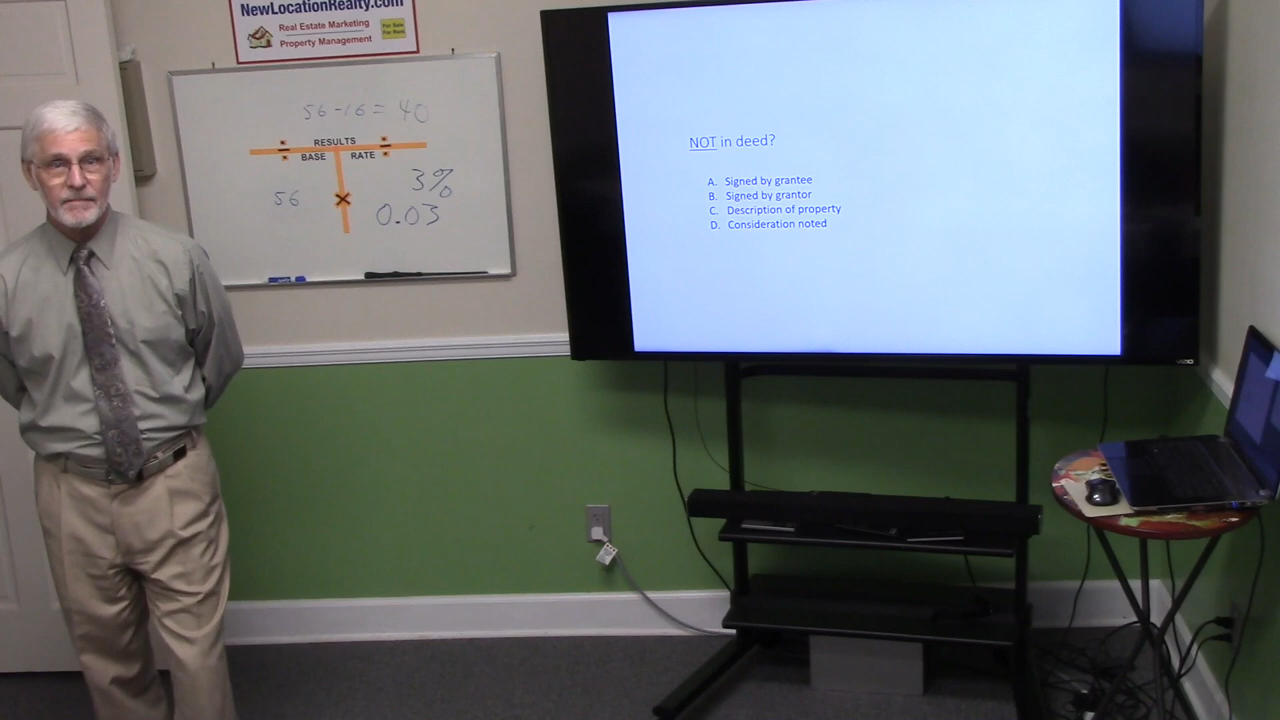 NewLocationRealty.com
Real Estate Marketing
Property Management
For Sale
For Rent
56-16=40
RESULTS
BASE RATE
56
3%
0.03
NOT in deed?
A. Signed by grantee
B. Signed by grantor
C. Description of property
D. Consideration noted
VIZIO